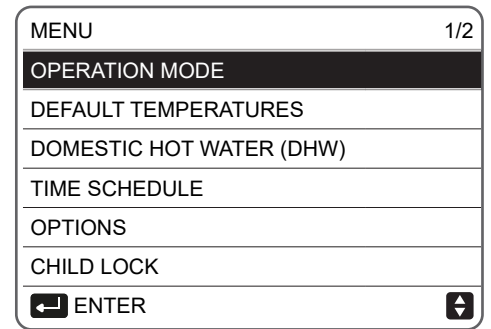 MENU 1/2
OPERATION MODE
DEFAULT TEMPERATURES
DOMESTIC HOT WATER (DHW)
TIME SCHEDULE
OPTIONS
CHILD LOCK
ENTER